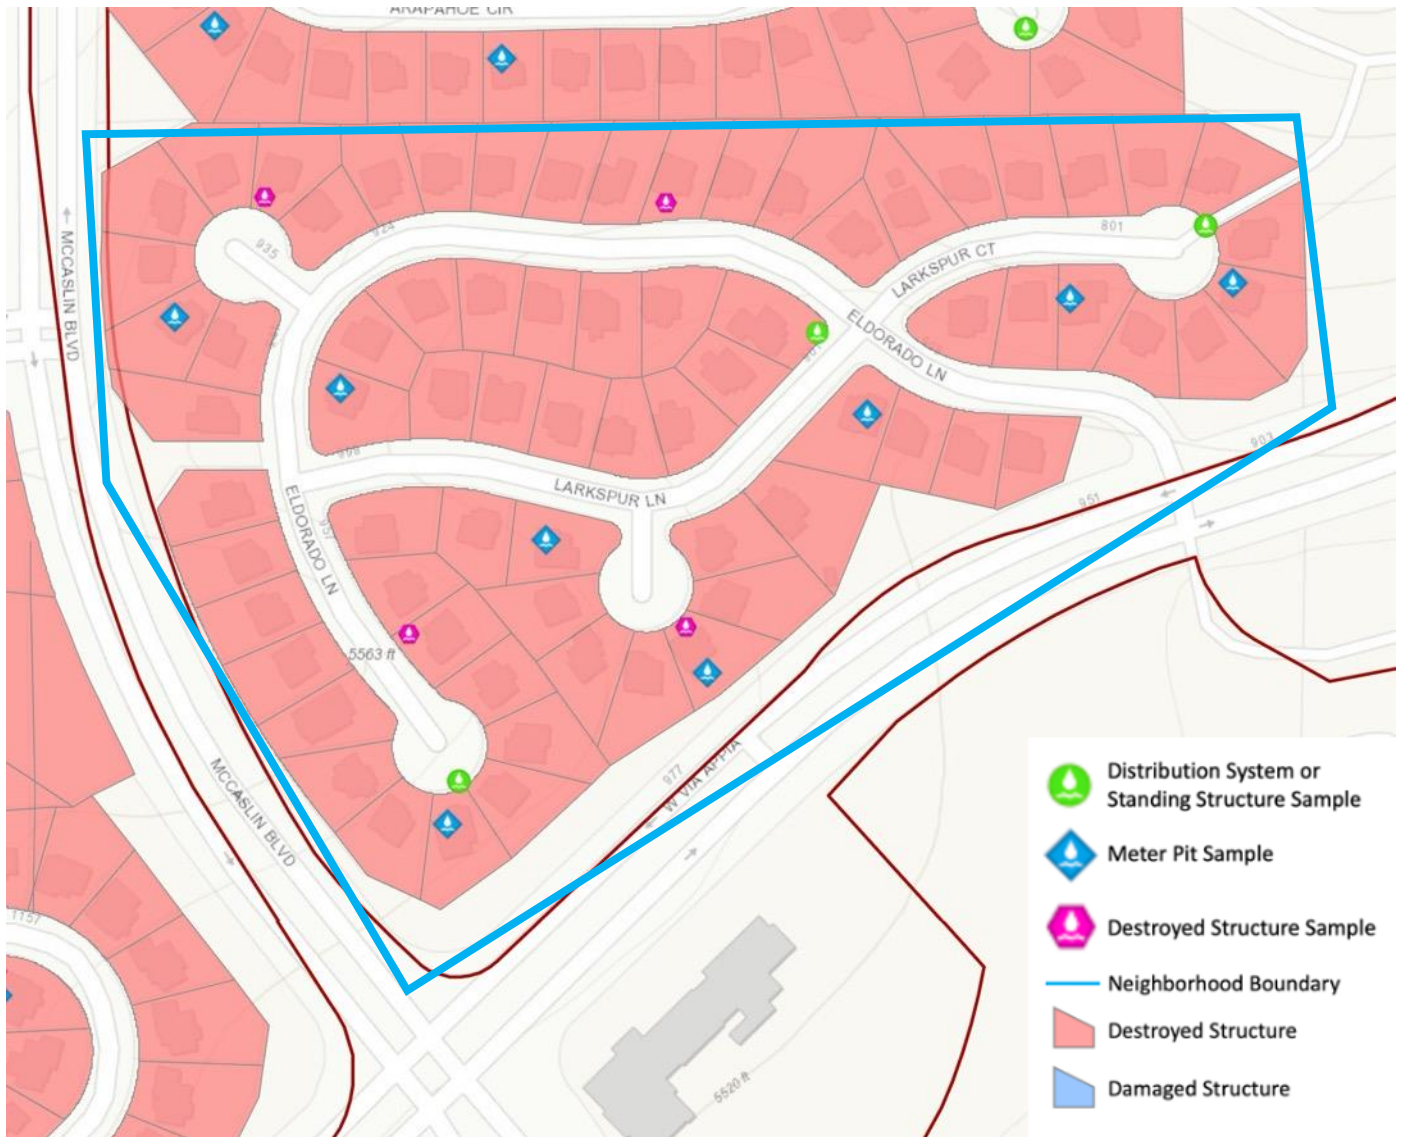 ARAPAHOE CIR
935
924
801
LARKSPUR CT
MCCASLIN BLVD
ELDORADO LN
903
998
LARKSPUR LN
951
ELDORADO LN
957
5563 ft
977
W VIA APPIA
MCCASLIN BLVD
1157
5520 ft
Distribution System or
Standing Structure Sample
Meter Pit Sample
Destroyed Structure Sample
Neighborhood Boundary
Destroyed Structure
Damaged Structure